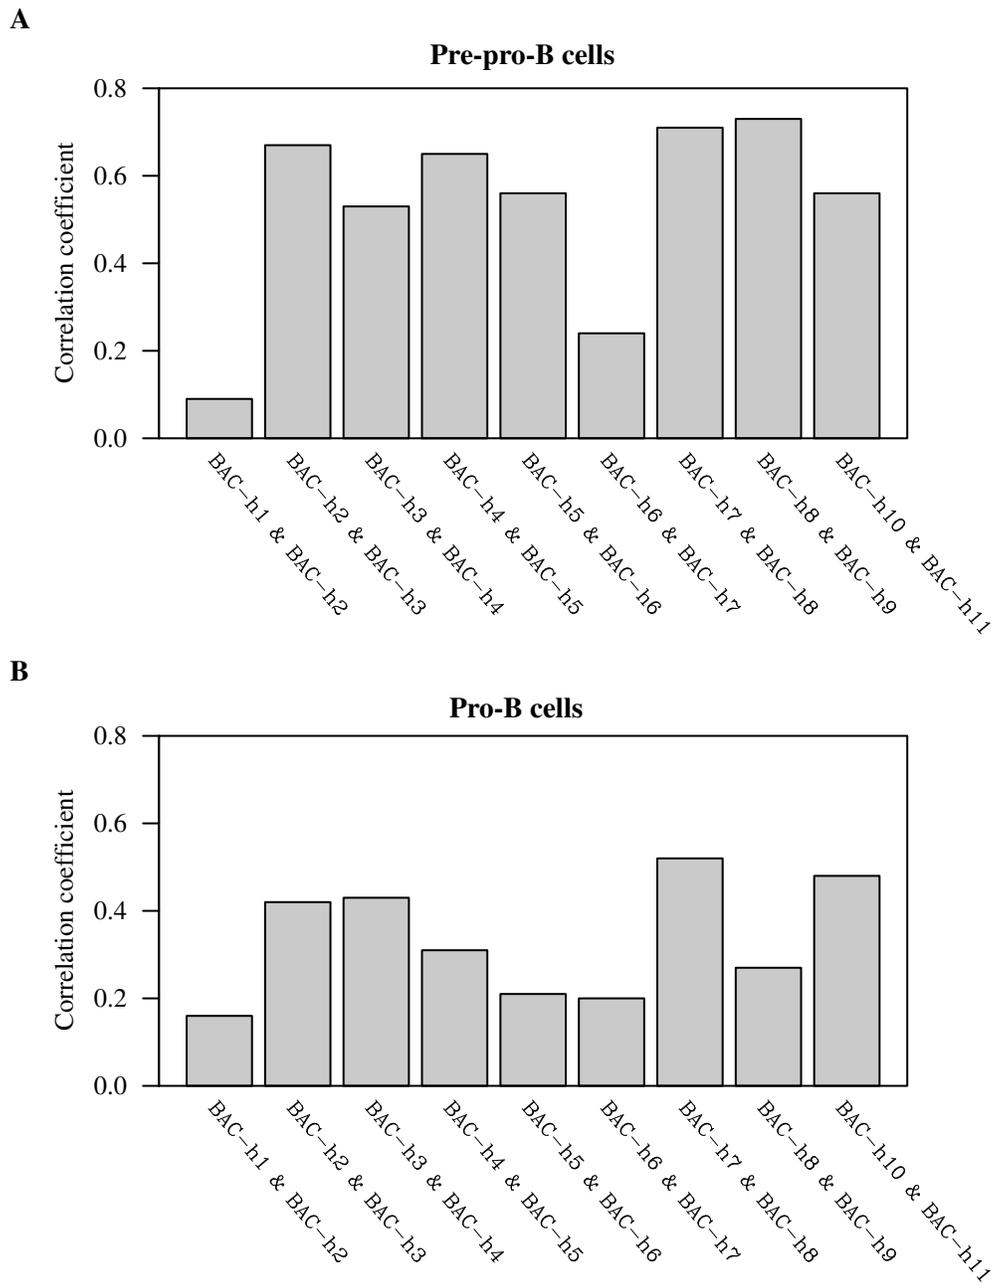 A
Pre-pro-B cells
Correlation coefficient
0.8
0.6
0.4
0.2
0.0
BAC-h1 & BAC-h2
BAC-h2 & BAC-h3
BAC-h3 & BAC-h4
BAC-h4 & BAC-h5
BAC-h5 & BAC-h6
BAC-h6 & BAC-h7
BAC-h7 & BAC-h8
BAC-h8 & BAC-h9
BAC-h10 & BAC-h11
B
Pro-B cells
Correlation coefficient
0.8
0.6
0.4
0.2
0.0
BAC-h1 & BAC-h2
BAC-h2 & BAC-h3
BAC-h3 & BAC-h4
BAC-h4 & BAC-h5
BAC-h5 & BAC-h6
BAC-h6 & BAC-h7
BAC-h7 & BAC-h8
BAC-h8 & BAC-h9
BAC-h10 & BAC-h11